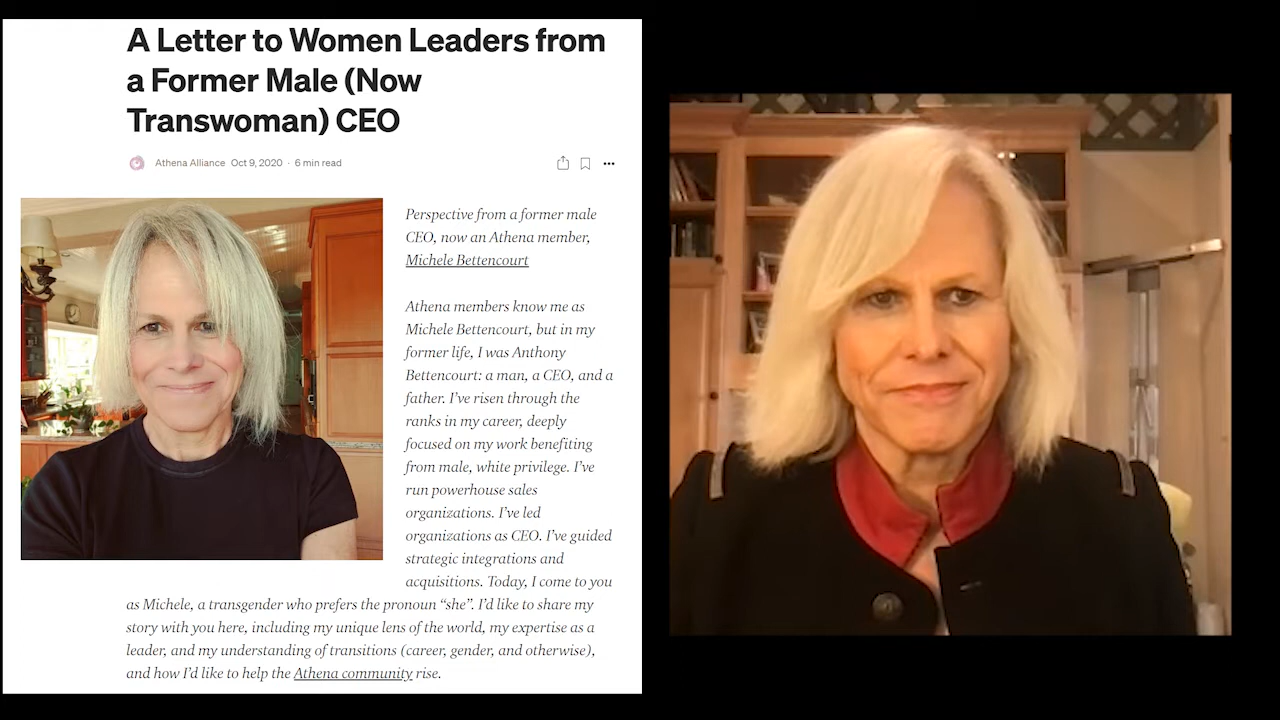 A Letter to Women Leaders from
a Former Male (Now
Transwoman) CEO
Athena Alliance Oct 9, 2020 · 6 min read
Perspective from a former male
CEO, now an Athena member,
Michele Bettencourt
Athena members know me as
Michele Bettencourt, but in my
former life, I was Anthony
Bettencourt: a man, a CEO, and a
father. I’ve risen through the
ranks in my career, deeply
focused on my work benefiting
from male, white privilege. I’ve
run powerhouse sales
organizations. I’ve led
organizations as CEO. I’ve guided
strategic integrations and
acquisitions. Today, I come to you
as Michele, a transgender who prefers the pronoun “she”. I’d like to share my
story with you here, including my unique lens of the world, my expertise as a
leader, and my understanding of transitions (career, gender, and otherwise),
and how I’d like to help the Athena community rise.